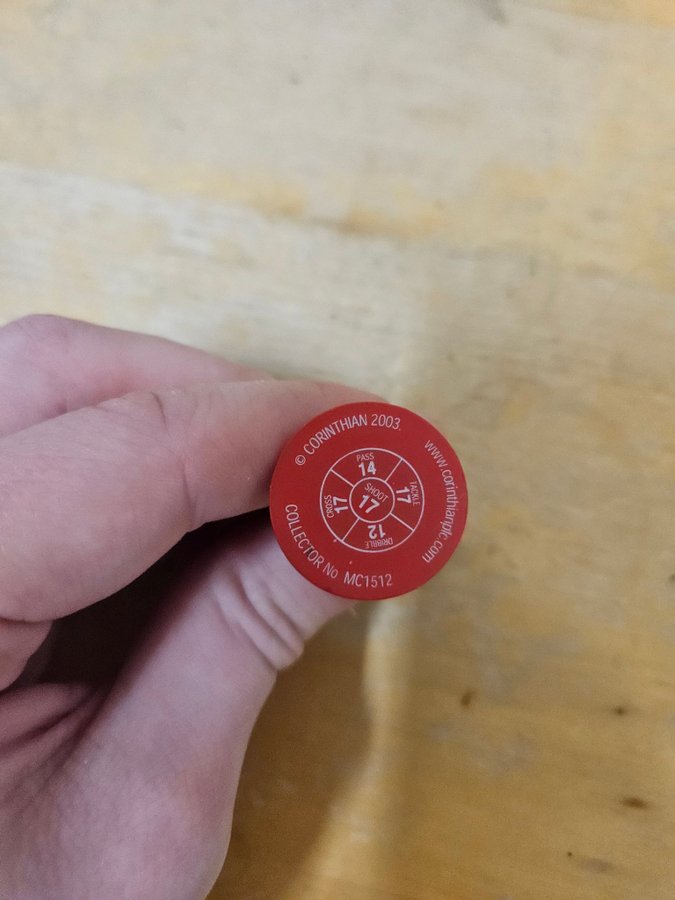 © CORINTHIAN 2003.
www.corinthianplc.com
PASS
14
TACKLE
17
SHOOT
17
CROSS
17
DRIBBLE
12
COLLECTOR No MC1512